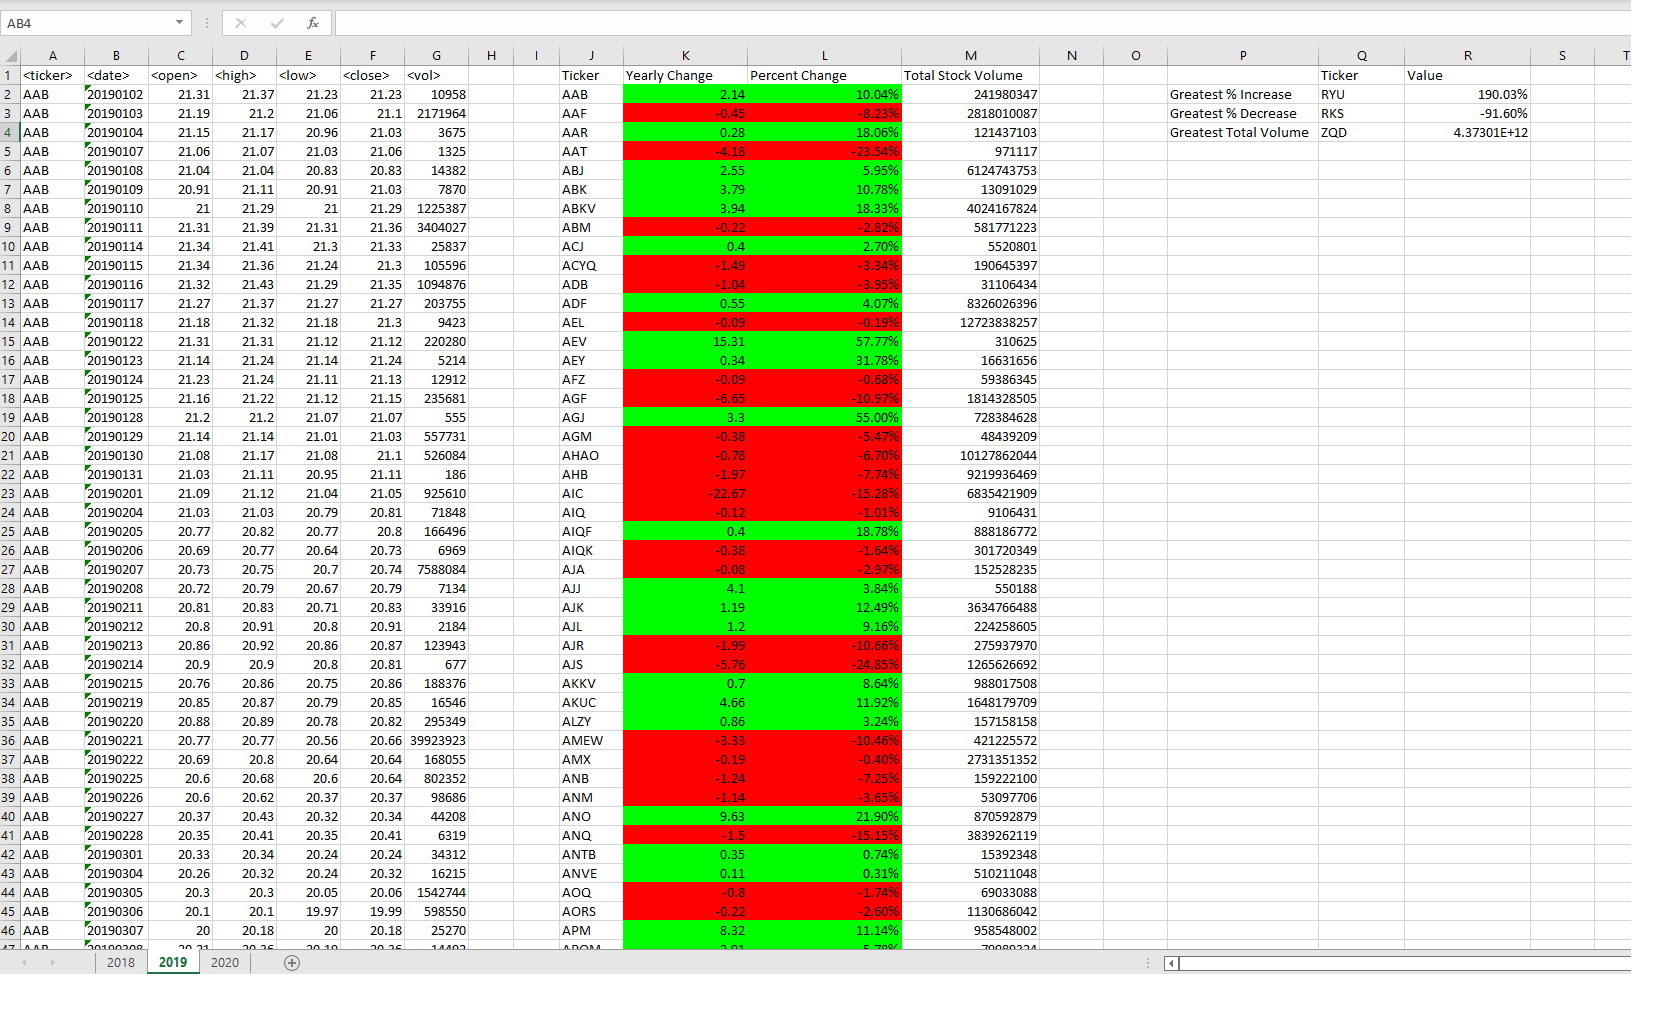 AB4 fx
A B C D E F G H I J K L M N O P Q R S T
1 <ticker> <date> <open> <high> <low> <close> <vol> Ticker Yearly Change Percent Change Total Stock Volume Ticker Value
2 AAB 20190102 21.31 21.37 21.23 21.23 10958 AAB 2.14 10.04% 241980347 Greatest % Increase RYU 190.03%
3 AAB 20190103 21.19 21.2 21.06 21.1 2171964 AAF -0.45 -8.23% 2818010087 Greatest % Decrease RKS -91.60%
4 AAB 20190104 21.15 21.17 20.96 21.03 3675 AAR 0.28 18.06% 121437103 Greatest Total Volume ZQD 4.37301E+12
5 AAB 20190107 21.06 21.07 21.03 21.06 1325 AAT -4.18 -23.54% 971117
6 AAB 20190108 21.04 21.04 20.83 20.83 14382 ABJ 2.55 5.95% 6124743753
7 AAB 20190109 20.91 21.11 20.91 21.03 7870 ABK 3.79 10.78% 13091029
8 AAB 20190110 21 21.29 21 21.29 1225387 ABKV 3.94 18.33% 4024167824
9 AAB 20190111 21.31 21.39 21.31 21.36 3404027 ABM -0.22 -2.82% 581771223
10 AAB 20190114 21.34 21.41 21.3 21.33 25837 ACJ 0.4 2.70% 5520801
11 AAB 20190115 21.34 21.36 21.24 21.3 105596 ACYQ -1.49 -3.34% 190645397
12 AAB 20190116 21.32 21.43 21.29 21.35 1094876 ADB -1.04 -3.95% 31106434
13 AAB 20190117 21.27 21.37 21.27 21.27 203755 ADF 0.55 4.07% 8326026396
14 AAB 20190118 21.18 21.32 21.18 21.3 9423 AEL -0.09 -0.19% 12723838257
15 AAB 20190122 21.31 21.31 21.12 21.12 220280 AEV 15.31 57.77% 310625
16 AAB 20190123 21.14 21.24 21.14 21.24 5214 AEY 0.34 31.78% 16631656
17 AAB 20190124 21.23 21.24 21.11 21.13 12912 AFZ -0.09 -0.68% 59386345
18 AAB 20190125 21.16 21.22 21.12 21.15 235681 AGF -6.65 -10.97% 1814328505
19 AAB 20190128 21.2 21.2 21.07 21.07 555 AGJ 3.3 55.00% 728384628
20 AAB 20190129 21.14 21.14 21.01 21.03 557731 AGM -0.38 -5.47% 48439209
21 AAB 20190130 21.08 21.17 21.08 21.1 526084 AHAO -0.78 -6.70% 10127862044
22 AAB 20190131 21.03 21.11 20.95 21.11 186 AHB -1.97 -7.74% 9219936469
23 AAB 20190201 21.09 21.12 21.04 21.05 925610 AIC -22.67 -15.28% 6835421909
24 AAB 20190204 21.03 21.03 20.79 20.81 71848 AIQ -0.12 -1.01% 9106431
25 AAB 20190205 20.77 20.82 20.77 20.8 166496 AIQF 0.4 18.78% 888186772
26 AAB 20190206 20.69 20.77 20.64 20.73 6969 AIQK -0.38 -1.64% 301720349
27 AAB 20190207 20.73 20.75 20.7 20.74 7588084 AJA -0.08 -2.97% 152528235
28 AAB 20190208 20.72 20.79 20.67 20.79 7134 AJJ 4.1 3.84% 550188
29 AAB 20190211 20.81 20.83 20.71 20.83 33916 AJK 1.19 12.49% 3634766488
30 AAB 20190212 20.8 20.91 20.8 20.91 2184 AJL 1.2 9.16% 224258605
31 AAB 20190213 20.86 20.92 20.86 20.87 123943 AJR -1.99 -10.66% 275937970
32 AAB 20190214 20.9 20.9 20.8 20.81 677 AJS -5.76 -24.85% 1265626692
33 AAB 20190215 20.76 20.86 20.75 20.86 188376 AKKV 0.7 8.64% 988017508
34 AAB 20190219 20.85 20.87 20.79 20.85 16546 AKUC 4.66 11.92% 1648179709
35 AAB 20190220 20.88 20.89 20.78 20.82 295349 ALZY 0.86 3.24% 157158158
36 AAB 20190221 20.77 20.77 20.56 20.66 39923923 AMEW -3.33 -10.46% 421225572
37 AAB 20190222 20.69 20.8 20.64 20.64 168055 AMX -0.19 -0.40% 2731351352
38 AAB 20190225 20.6 20.68 20.6 20.64 802352 ANB -1.24 -7.25% 159222100
39 AAB 20190226 20.6 20.62 20.37 20.37 98686 ANM -1.14 -3.65% 53097706
40 AAB 20190227 20.37 20.43 20.32 20.34 44208 ANO 9.63 21.90% 870592879
41 AAB 20190228 20.35 20.41 20.35 20.41 6319 ANQ -1.5 -15.15% 3839262119
42 AAB 20190301 20.33 20.34 20.24 20.24 34312 ANTB 0.35 0.74% 15392348
43 AAB 20190304 20.26 20.32 20.24 20.32 16215 ANVE 0.11 0.31% 510211048
44 AAB 20190305 20.3 20.3 20.05 20.06 1542744 AOQ -0.8 -1.74% 69033088
45 AAB 20190306 20.1 20.1 19.97 19.99 598550 AORS -0.22 -2.60% 1130686042
46 AAB 20190307 20 20.18 20 20.18 25270 APM 8.32 11.14% 958548002
47 AAB 20190308
2018 2019 2020